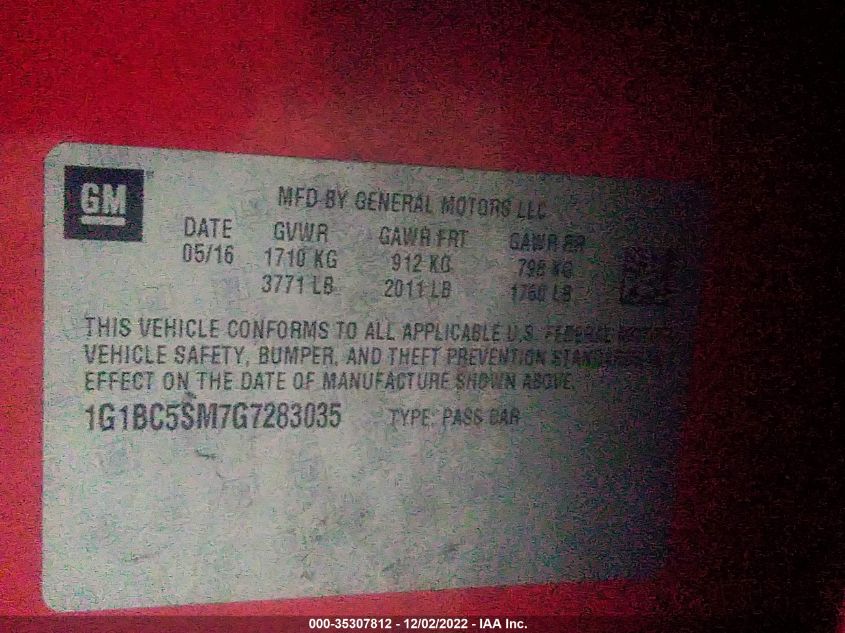 GM
MFD BY GENERAL MOTORS LLC
DATE GVWR GAWR FRT GAWR RR
05/16 1710 KG 912 KG 798 KG
3771 LB 2011 LB 1760 LB
THIS VEHICLE CONFORMS TO ALL APPLICABLE U.S. FEDERAL MOTOR
VEHICLE SAFETY, BUMPER, AND THEFT PREVENTION STANDARDS
EFFECT ON THE DATE OF MANUFACTURE SHOWN ABOVE.
1G1BC5SM7G7283035 TYPE: PASS CAR
000-35307812 - 12/02/2022 - IAA Inc.